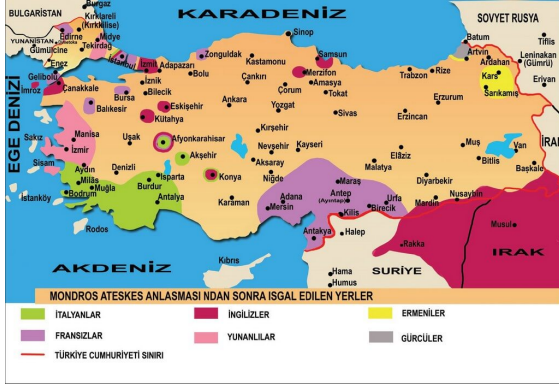 Burgaz
BULGARİSTAN
KARADENİZ
SOVYET RUSYA
Kırklareli
(Kırkkilise)
Edirne
YUNANİSTAN
Gümülcine
Midye
Tekirdağ
Enez
İstanbul
İzmit
Adapazarı
Zonguldak
Bolu
Kastamonu
Sinop
Samsun
Merzifon
Amasya
Tokat
Çorum
Çankırı
Trabzon
Rize
Batum
Artvin
Ardahan
Kars
Sarıkamış
Tiflis
Leninakan
(Gümrü)
Erivan
Gelibolu
İmroz
Çanakkale
İznik
Bilecik
Bursa
Balıkesir
Eskişehir
Kütahya
Ankara
Yozgat
Sivas
Erzincan
Erzurum
EGE DENİZİ
Sakız
Manisa
İzmir
Uşak
Afyonkarahisar
Akşehir
Kırşehir
Nevşehir
Kayseri
Aksaray
Niğde
Elâziğ
Malatya
Muş
Bitlis
Van
Başkale
İRAN
Sisam
Aydın
Milâs
Muğla
Bodrum
Denizli
Isparta
Burdur
Antalya
Konya
Karaman
Mersin
Adana
Maraş
Antep
(Ayıntap)
Kilis
Urfa
Birecik
Diyarbekir
Mardin
Nusaybin
İstanköy
Rodos
AKDENİZ
Kıbrıs
Antakya
Halep
Hama
Humus
Rakka
SURİYE
Musul
IRAK
MONDROS ATESKES ANLASMASI NDAN SONRA ISGAL EDILEN YERLER
İTALYANLAR
İNGİLİZLER
ERMENİLER
FRANSIZLAR
YUNANLILAR
GÜRCÜLER
TÜRKİYE CUMHURİYETİ SINIRI